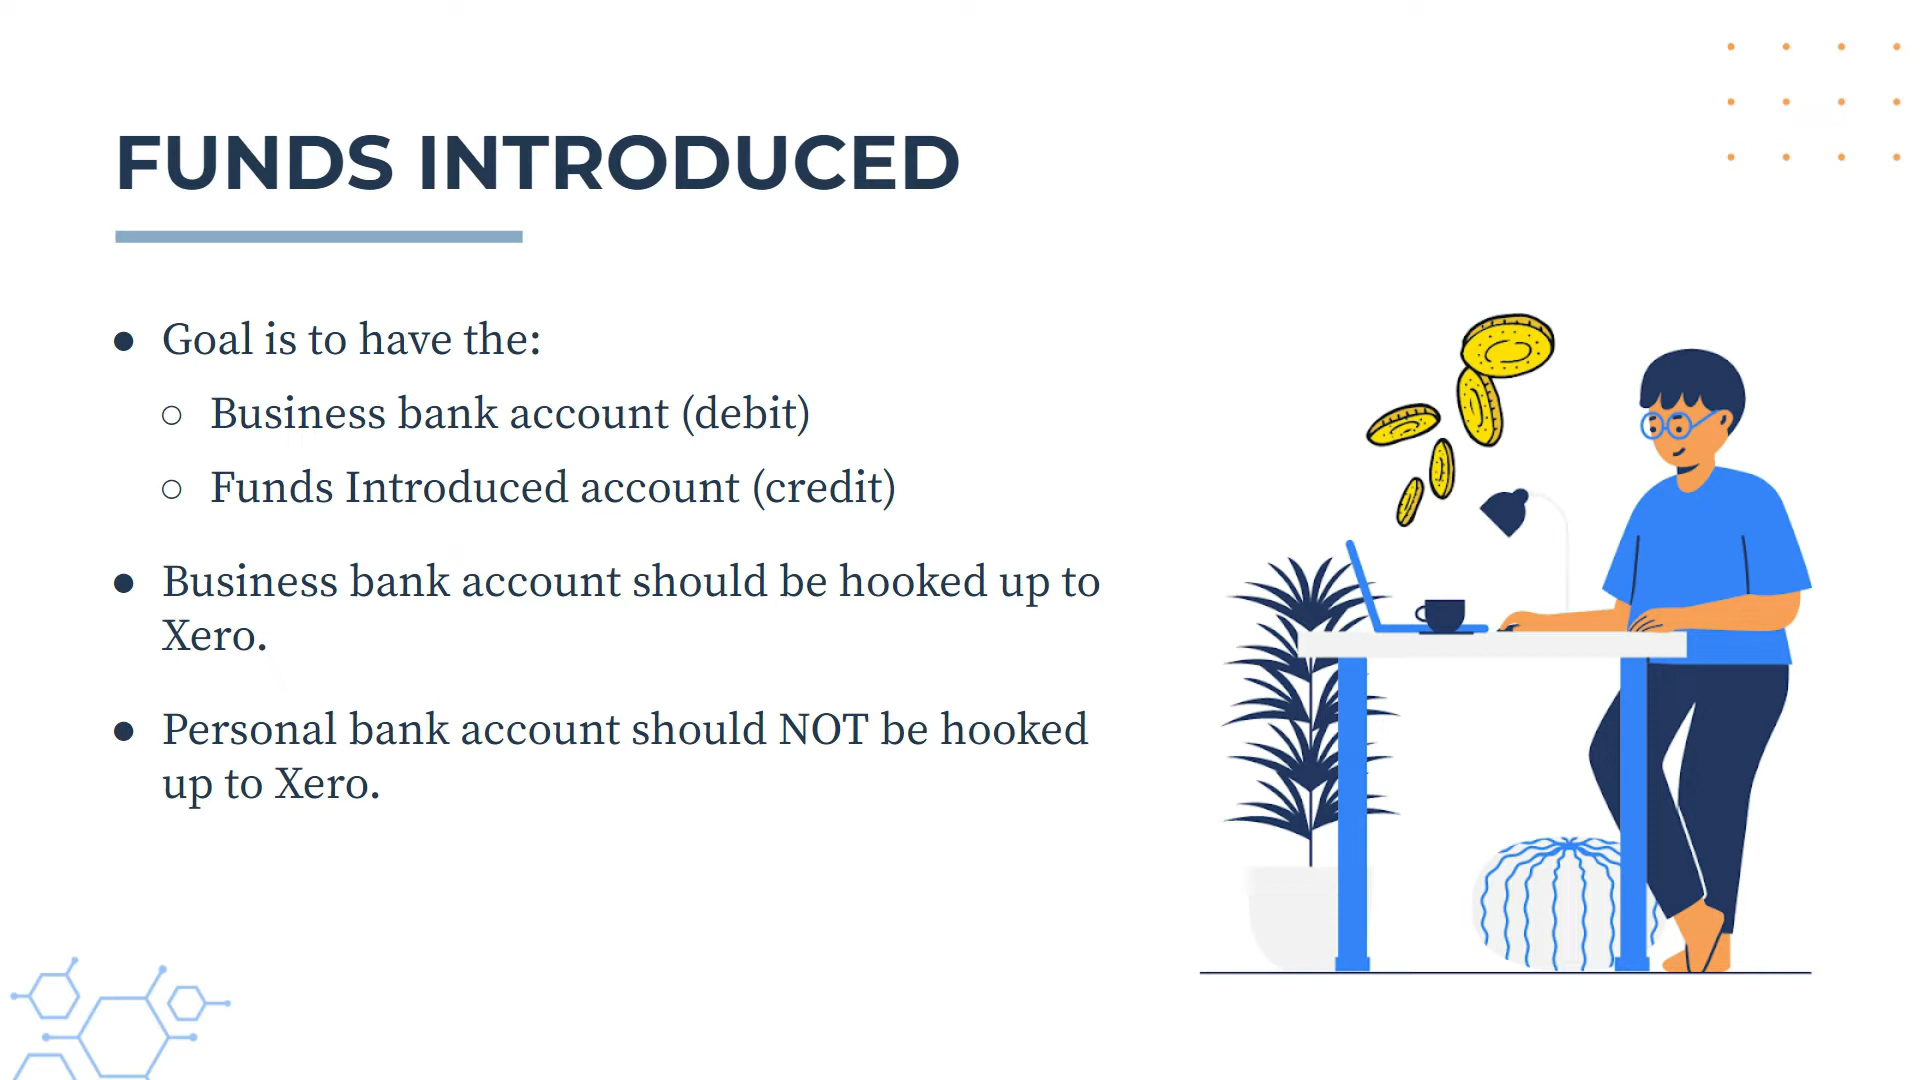 FUNDS INTRODUCED
● Goal is to have the:
○ Business bank account (debit)
○ Funds Introduced account (credit)
● Business bank account should be hooked up to
Xero.
● Personal bank account should NOT be hooked
up to Xero.